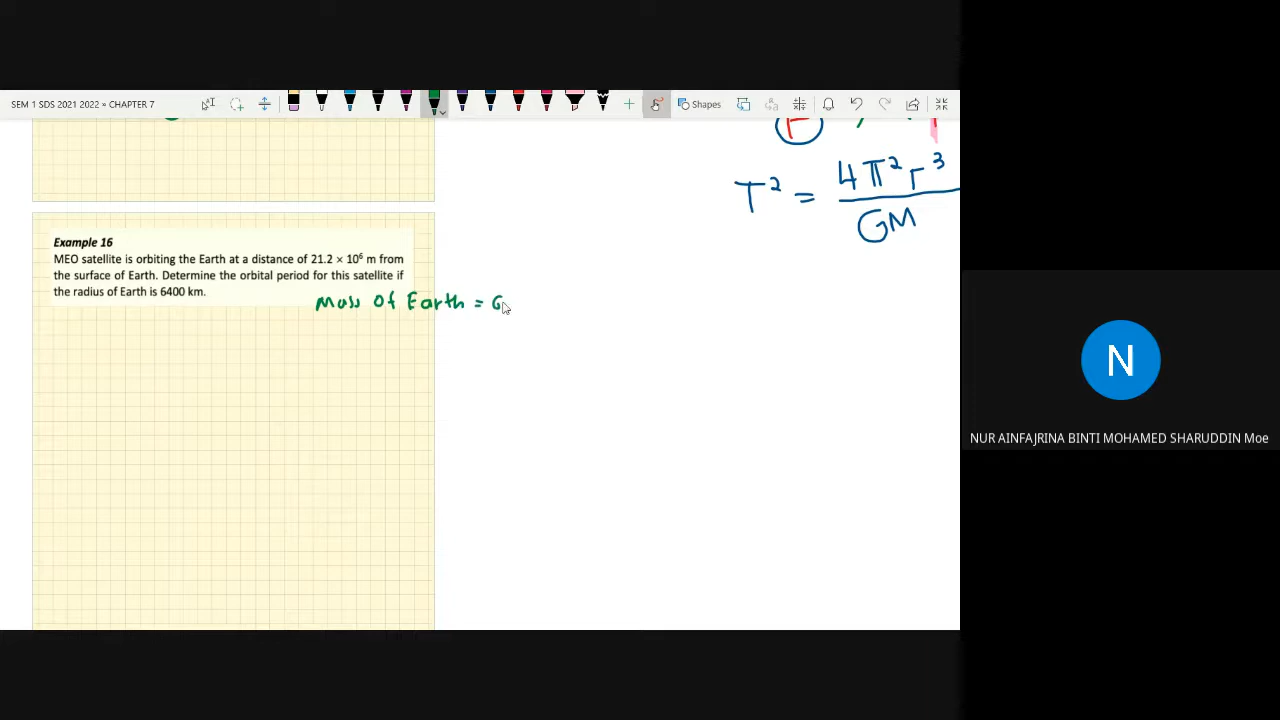 SEM 1 SDS 2021 2022 » CHAPTER 7
Shapes
F
T² = 4π²r³
GM
Example 16
MEO satellite is orbiting the Earth at a distance of 21.2 × 10⁶ m from
the surface of Earth. Determine the orbital period for this satellite if
the radius of Earth is 6400 km.
Mass Of Earth = 6
N
NUR AINFAJRINA BINTI MOHAMED SHARUDDIN Moe